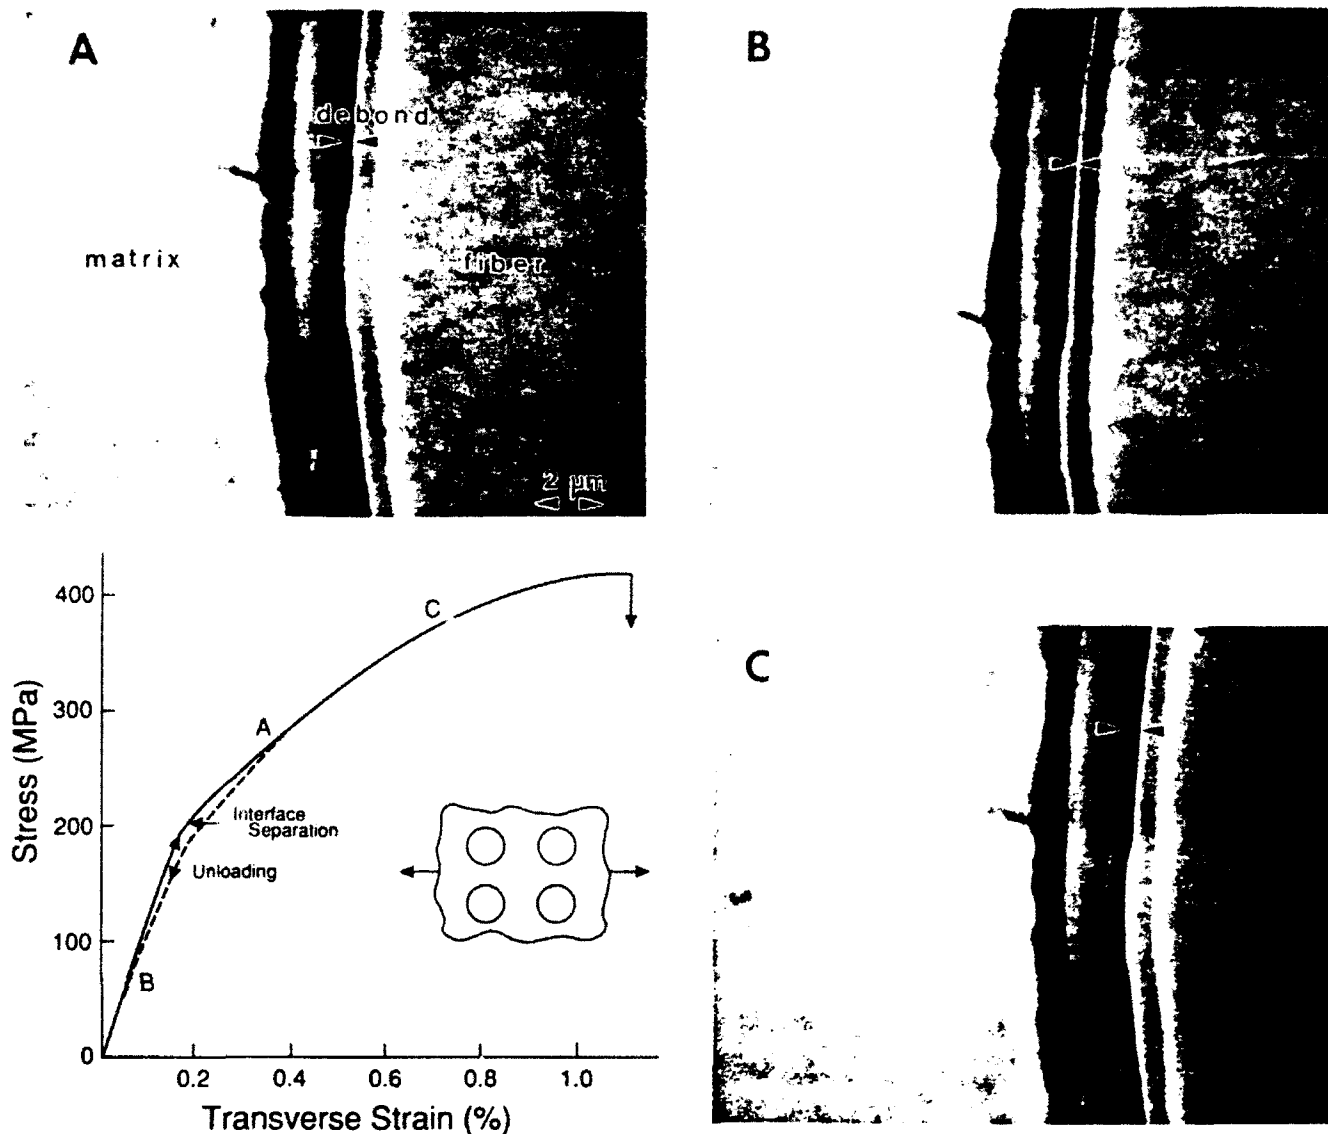 A
debond
matrix
fiber
2 μm
B
400
300
200
100
0
Stress (MPa)
C
A
Interface
Separation
Unloading
B
0.2
0.4
0.6
0.8
1.0
Transverse Strain (%)
C